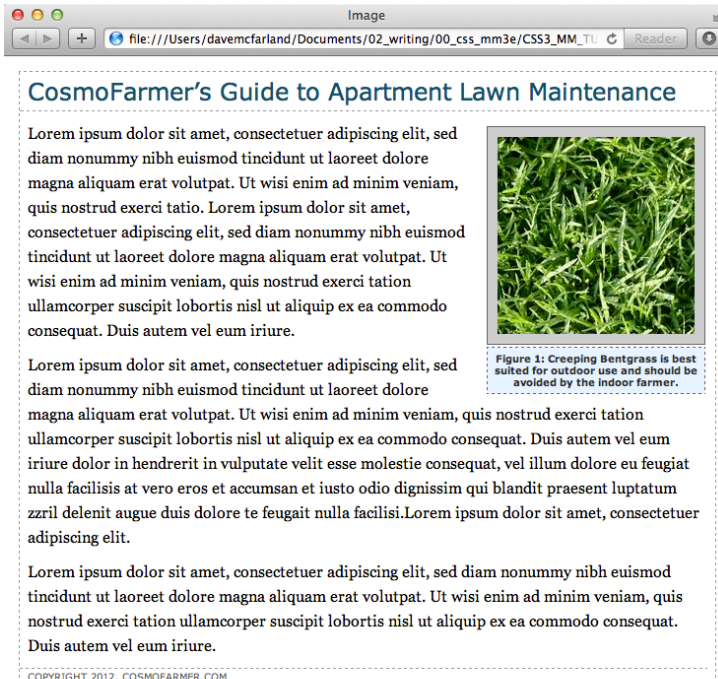 Image
file:///Users/davemcfarland/Documents/02_writing/00_css_mm3e/CSS3_MM_TU
Reader
CosmoFarmer's Guide to Apartment Lawn Maintenance
Lorem ipsum dolor sit amet, consectetuer adipiscing elit, sed
diam nonummy nibh euismod tincidunt ut laoreet dolore
magna aliquam erat volutpat. Ut wisi enim ad minim veniam,
quis nostrud exerci tatio. Lorem ipsum dolor sit amet,
consectetuer adipiscing elit, sed diam nonummy nibh euismod
tincidunt ut laoreet dolore magna aliquam erat volutpat. Ut
wisi enim ad minim veniam, quis nostrud exerci tation
ullamcorper suscipit lobortis nisl ut aliquip ex ea commodo
consequat. Duis autem vel eum iriure.
Figure 1: Creeping Bentgrass is best
suited for outdoor use and should be
avoided by the indoor farmer.
Lorem ipsum dolor sit amet, consectetuer adipiscing elit, sed
diam nonummy nibh euismod tincidunt ut laoreet dolore
magna aliquam erat volutpat. Ut wisi enim ad minim veniam, quis nostrud exerci tation
ullamcorper suscipit lobortis nisl ut aliquip ex ea commodo consequat. Duis autem vel eum
iriure dolor in hendrerit in vulputate velit esse molestie consequat, vel illum dolore eu feugiat
nulla facilisis at vero eros et accumsan et iusto odio dignissim qui blandit praesent luptatum
zzril delenit augue duis dolore te feugait nulla facilisi.Lorem ipsum dolor sit amet, consectetuer
adipiscing elit.
Lorem ipsum dolor sit amet, consectetuer adipiscing elit, sed diam nonummy nibh euismod
tincidunt ut laoreet dolore magna aliquam erat volutpat. Ut wisi enim ad minim veniam, quis
nostrud exerci tation ullamcorper suscipit lobortis nisl ut aliquip ex ea commodo consequat.
Duis autem vel eum iriure.
COPYRIGHT 2012, COSMOFARMER.COM